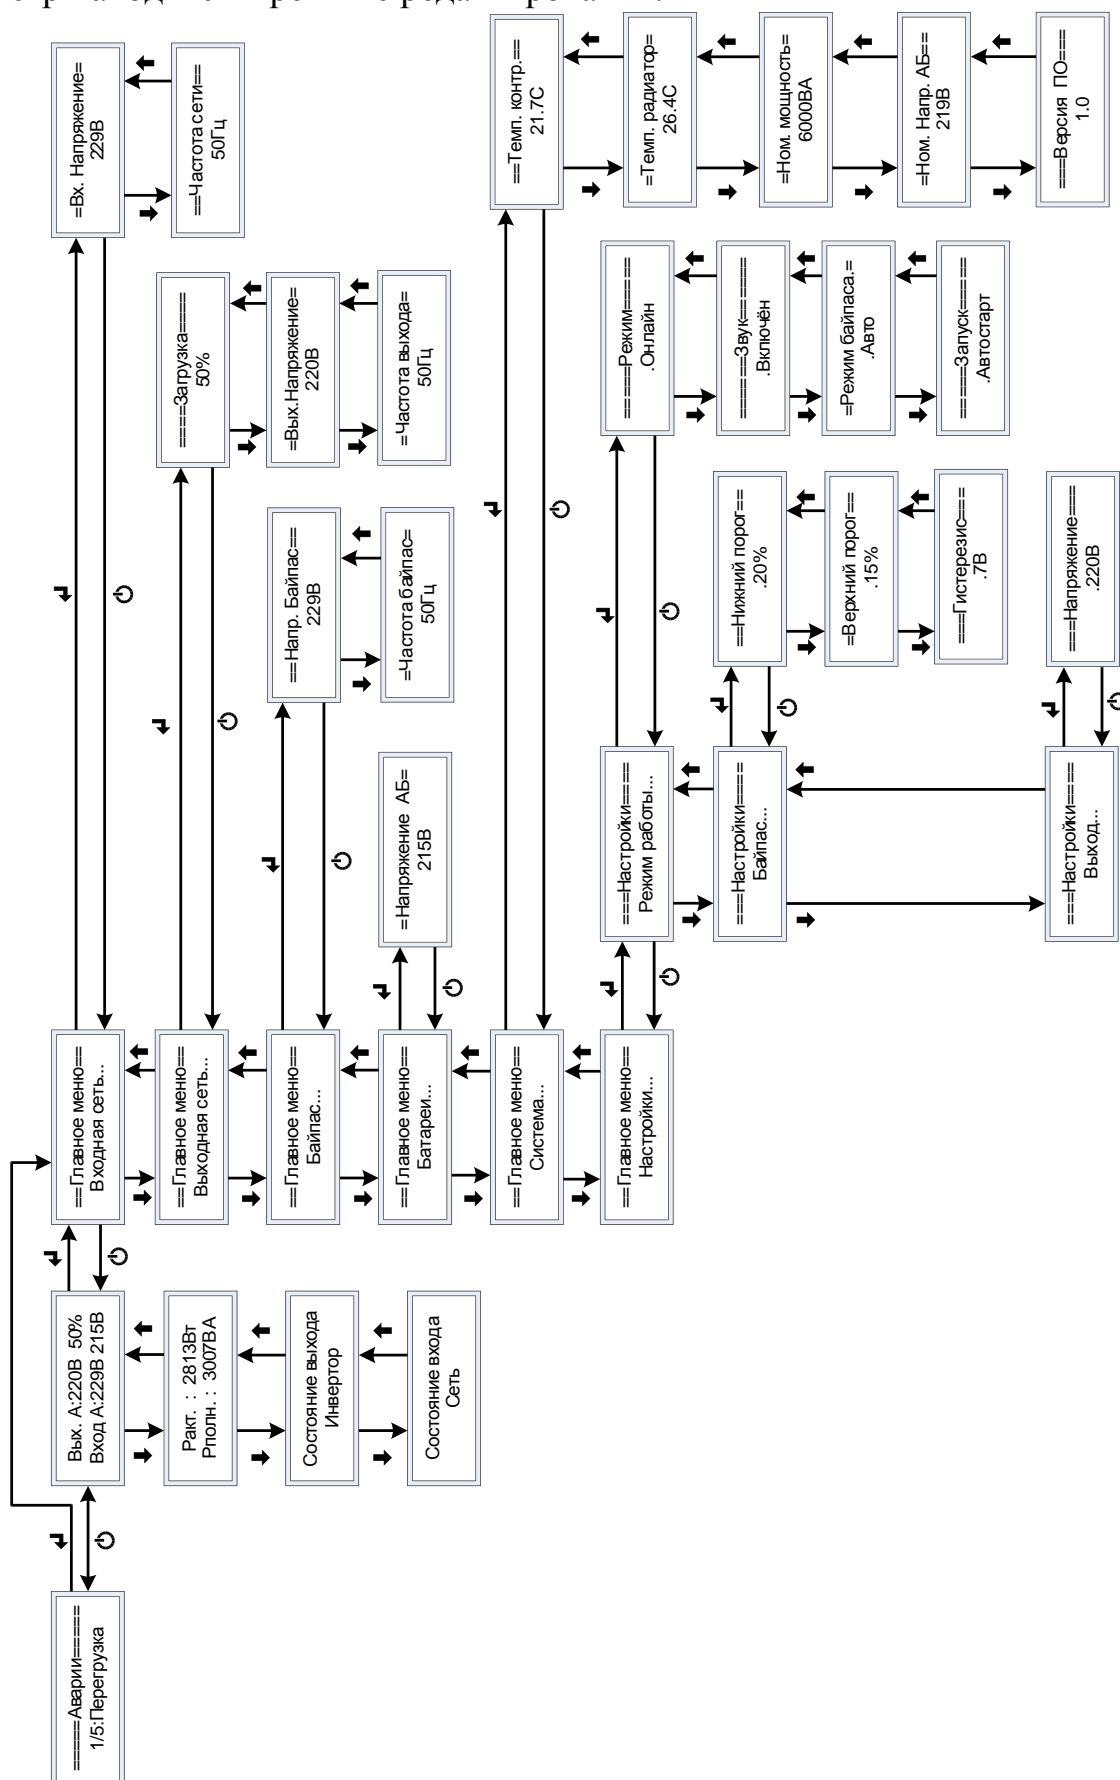 =====Аварии=====
1/5:Перегрузка
Вых. А:220В 50%
Вход А:229В 215В
Ракт. : 2813Вт
Рполн. : 3007ВА
Состояние выхода
Инвертор
Состояние входа
Сеть
==Главное меню==
Входная сеть...
==Главное меню==
Выходная сеть...
==Главное меню==
Байпас...
==Главное меню==
Батареи...
==Главное меню==
Система...
==Главное меню==
Настройки...
=Вх. Напряжение=
229В
==Частота сети==
50Гц
====Загрузка====
50%
=Вых.Напряжение=
220В
=Частота выхода=
50Гц
==Напр. Байпас==
229В
=Частота байпас=
50Гц
=Напряжение АБ=
215В
==Темп. контр.==
21.7С
=Темп. радиатор=
26.4С
=Ном. мощность=
6000ВА
=Ном. Напр. АБ==
219В
===Версия ПО===
1.0
====Настройки=====
Режим работы...
====Настройки====
Байпас...
====Настройки====
Выход...
=====Режим======
.Онлайн
======Звук======
.Включён
=Режим байпаса.=
.Авто
=====Запуск=====
.Автостарт
==Нижний порог==
.20%
=Верхний порог==
.15%
===Гистерезис===
.7В
===Напряжение===
.220В